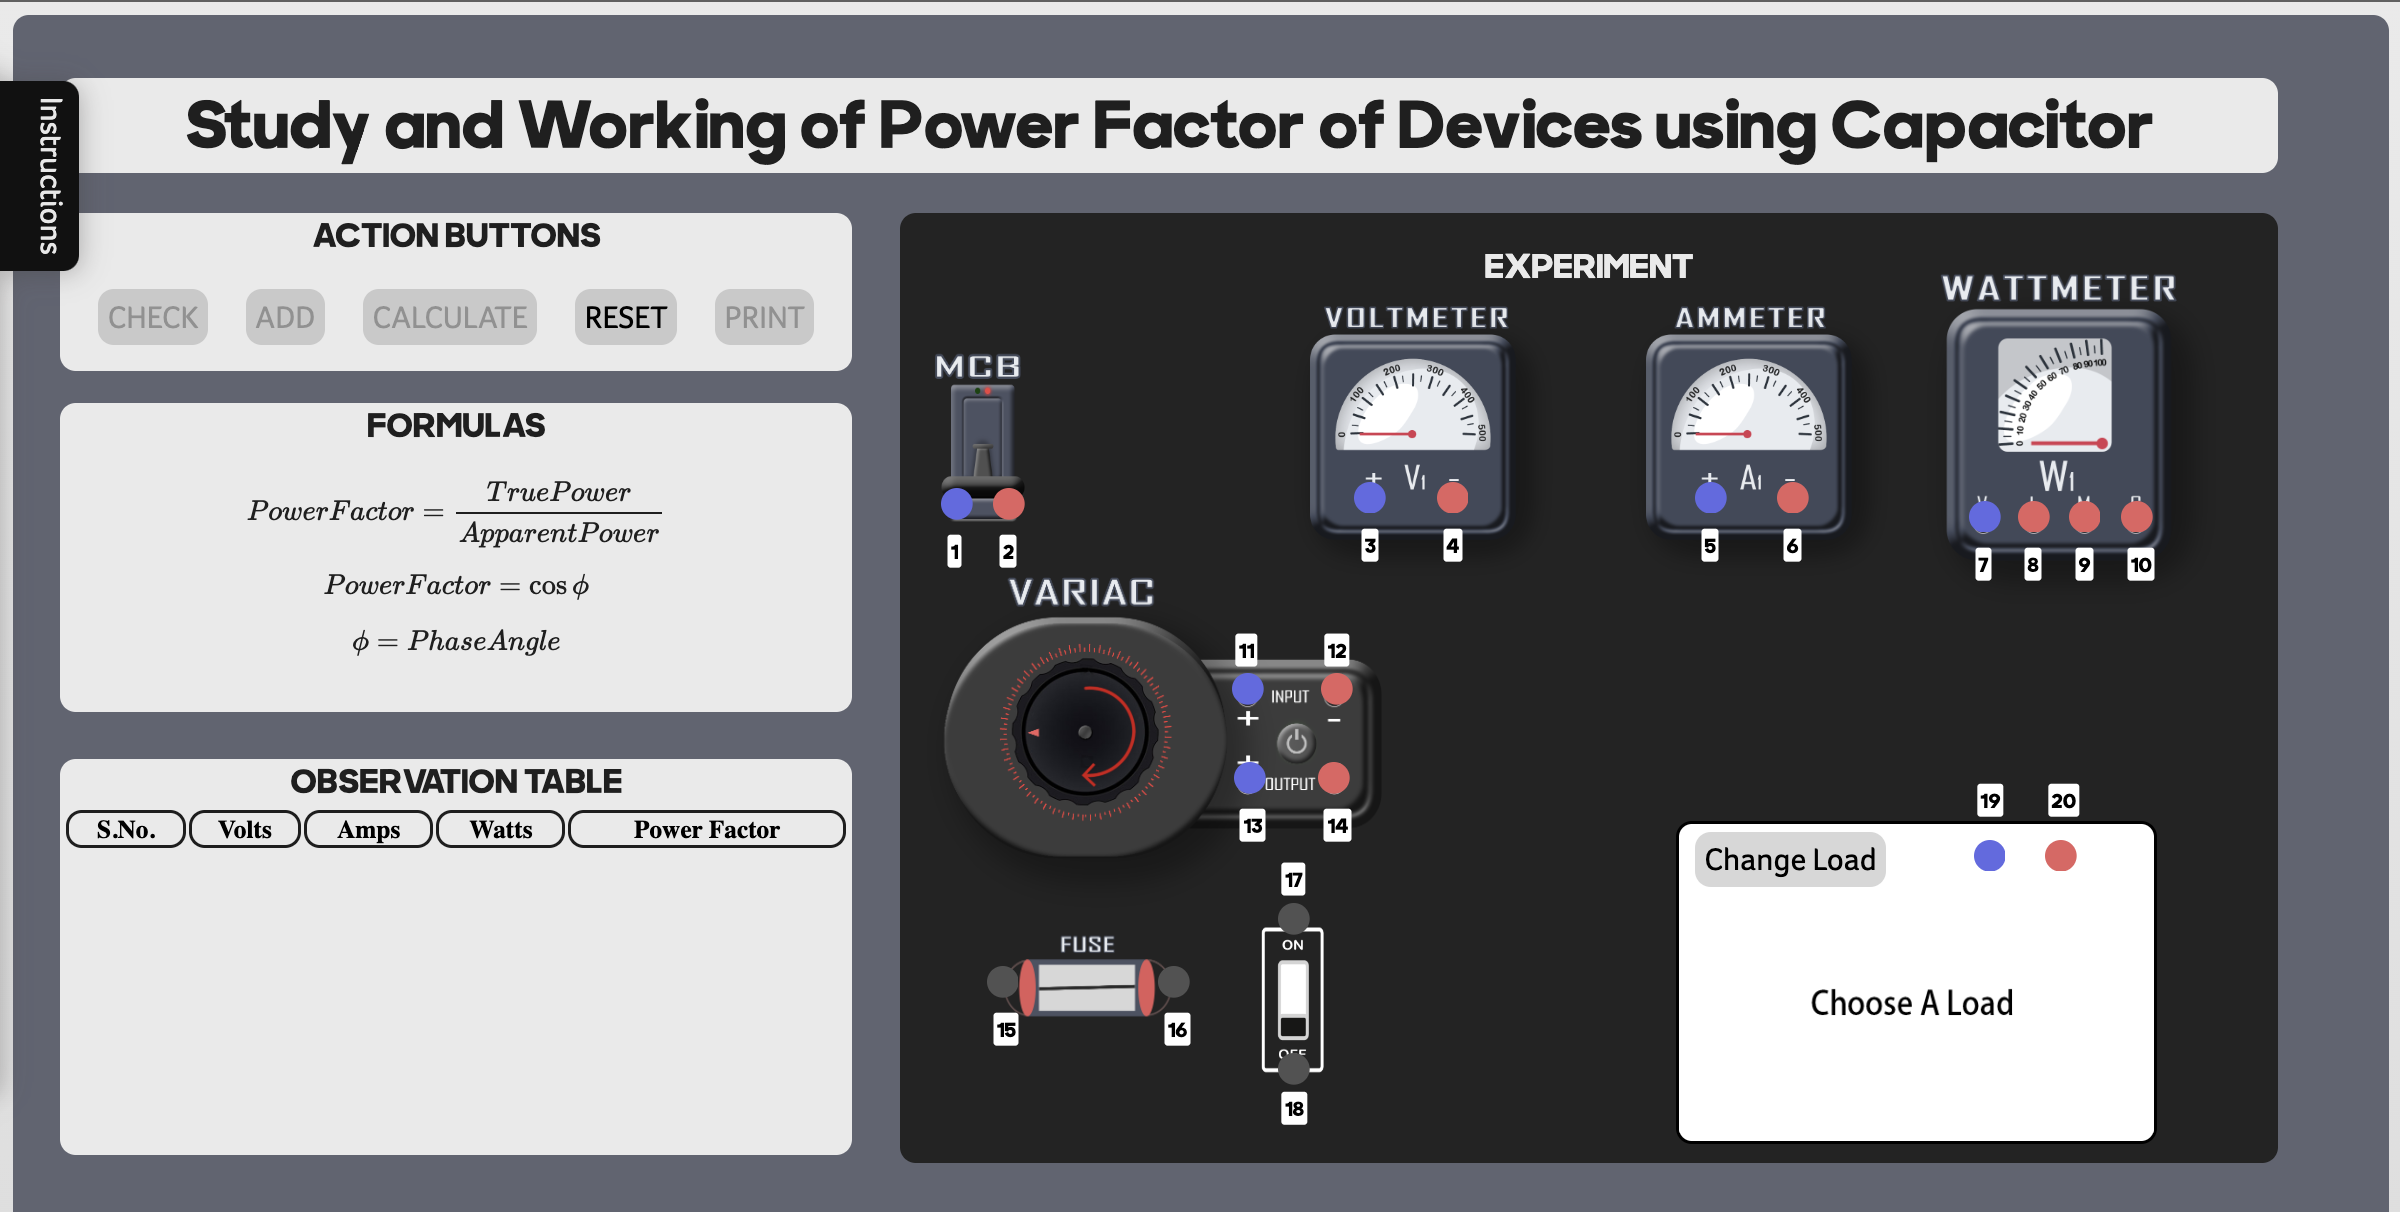 Instructions
Study and Working of Power Factor of Devices using Capacitor
ACTION BUTTONS
CHECK ADD CALCULATE RESET PRINT
FORMULAS
PowerFactor = TruePower / ApparentPower
PowerFactor = cos ϕ
ϕ = PhaseAngle
OBSERVATION TABLE
S.No. Volts Amps Watts Power Factor
EXPERIMENT
MCB
1 2
VOLTMETER
0 100 200 300 400 500
+ V1 -
3 4
AMMETER
0 100 200 300 400 500
+ A1 -
5 6
WATTMETER
0 10 20 30 40 50 60 70 80 90 100
W1
7 8 9 10
VARIAC
11 12
INPUT
+ -
+
OUTPUT
13 14
FUSE
15 16
17
ON
OFF
18
19 20
Change Load
Choose A Load